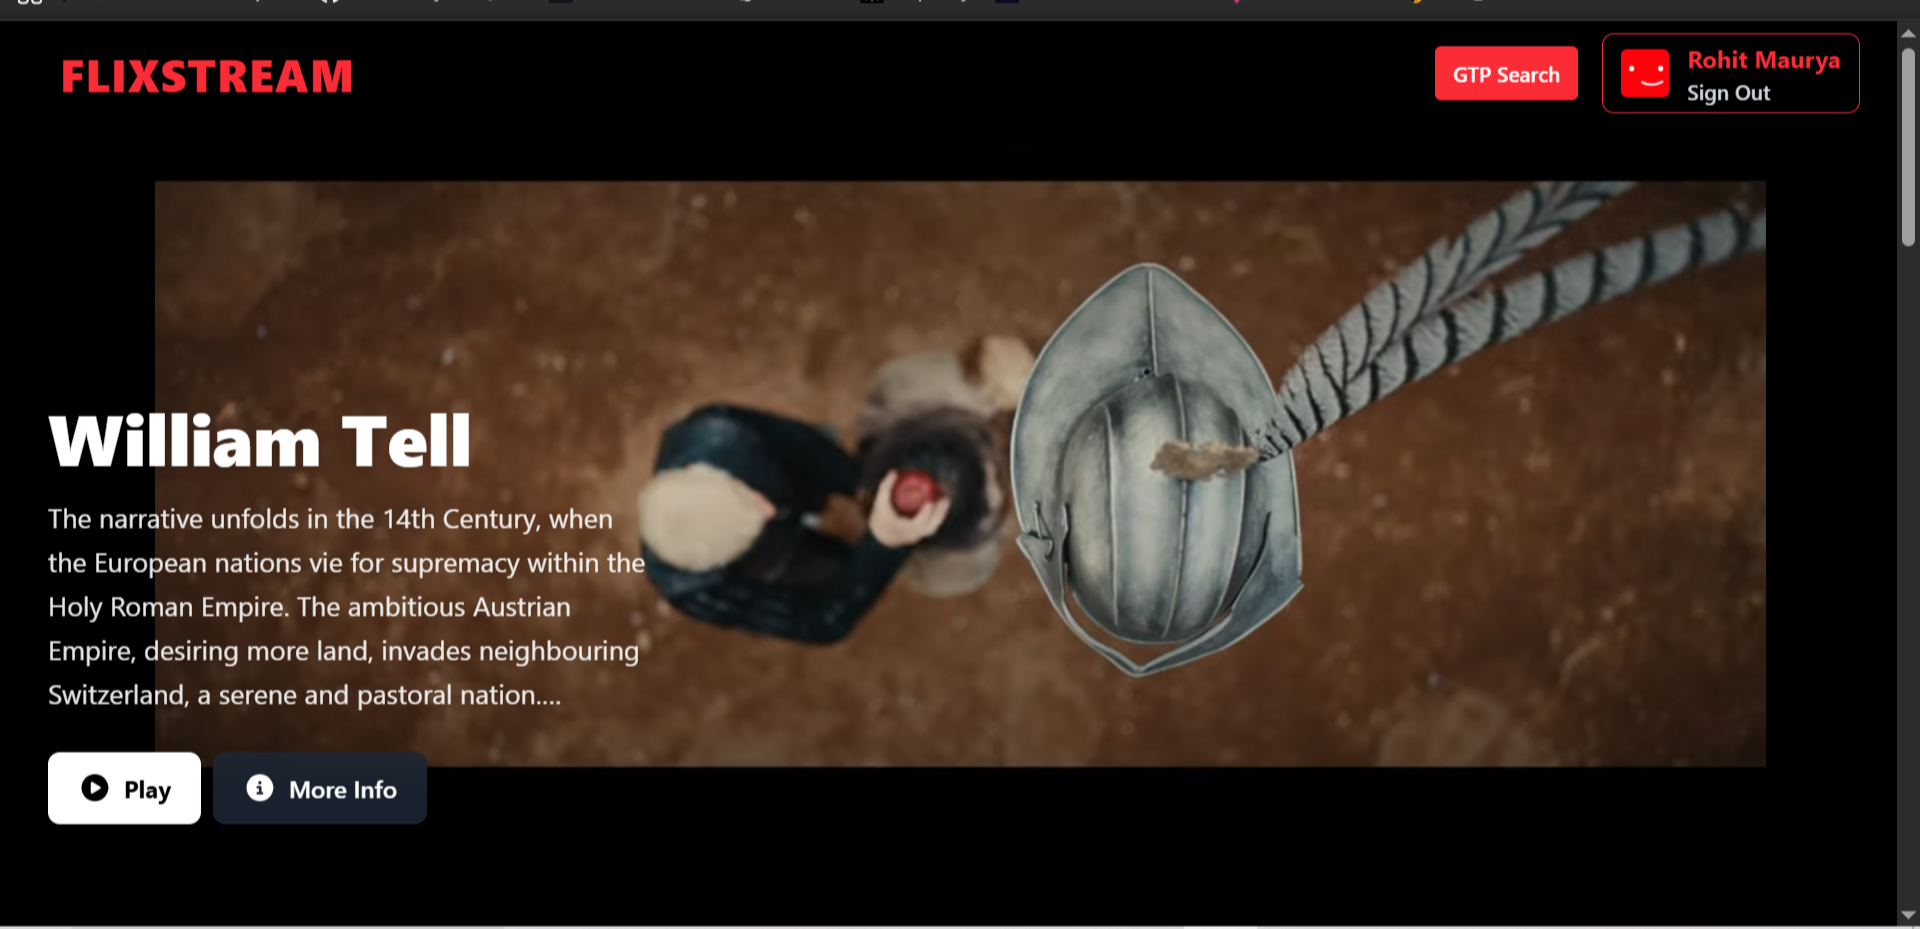 FLIXSTREAM
GTP Search
Rohit Maurya
Sign Out
William Tell
The narrative unfolds in the 14th Century, when
the European nations vie for supremacy within the
Holy Roman Empire. The ambitious Austrian
Empire, desiring more land, invades neighbouring
Switzerland, a serene and pastoral nation....
Play
More Info